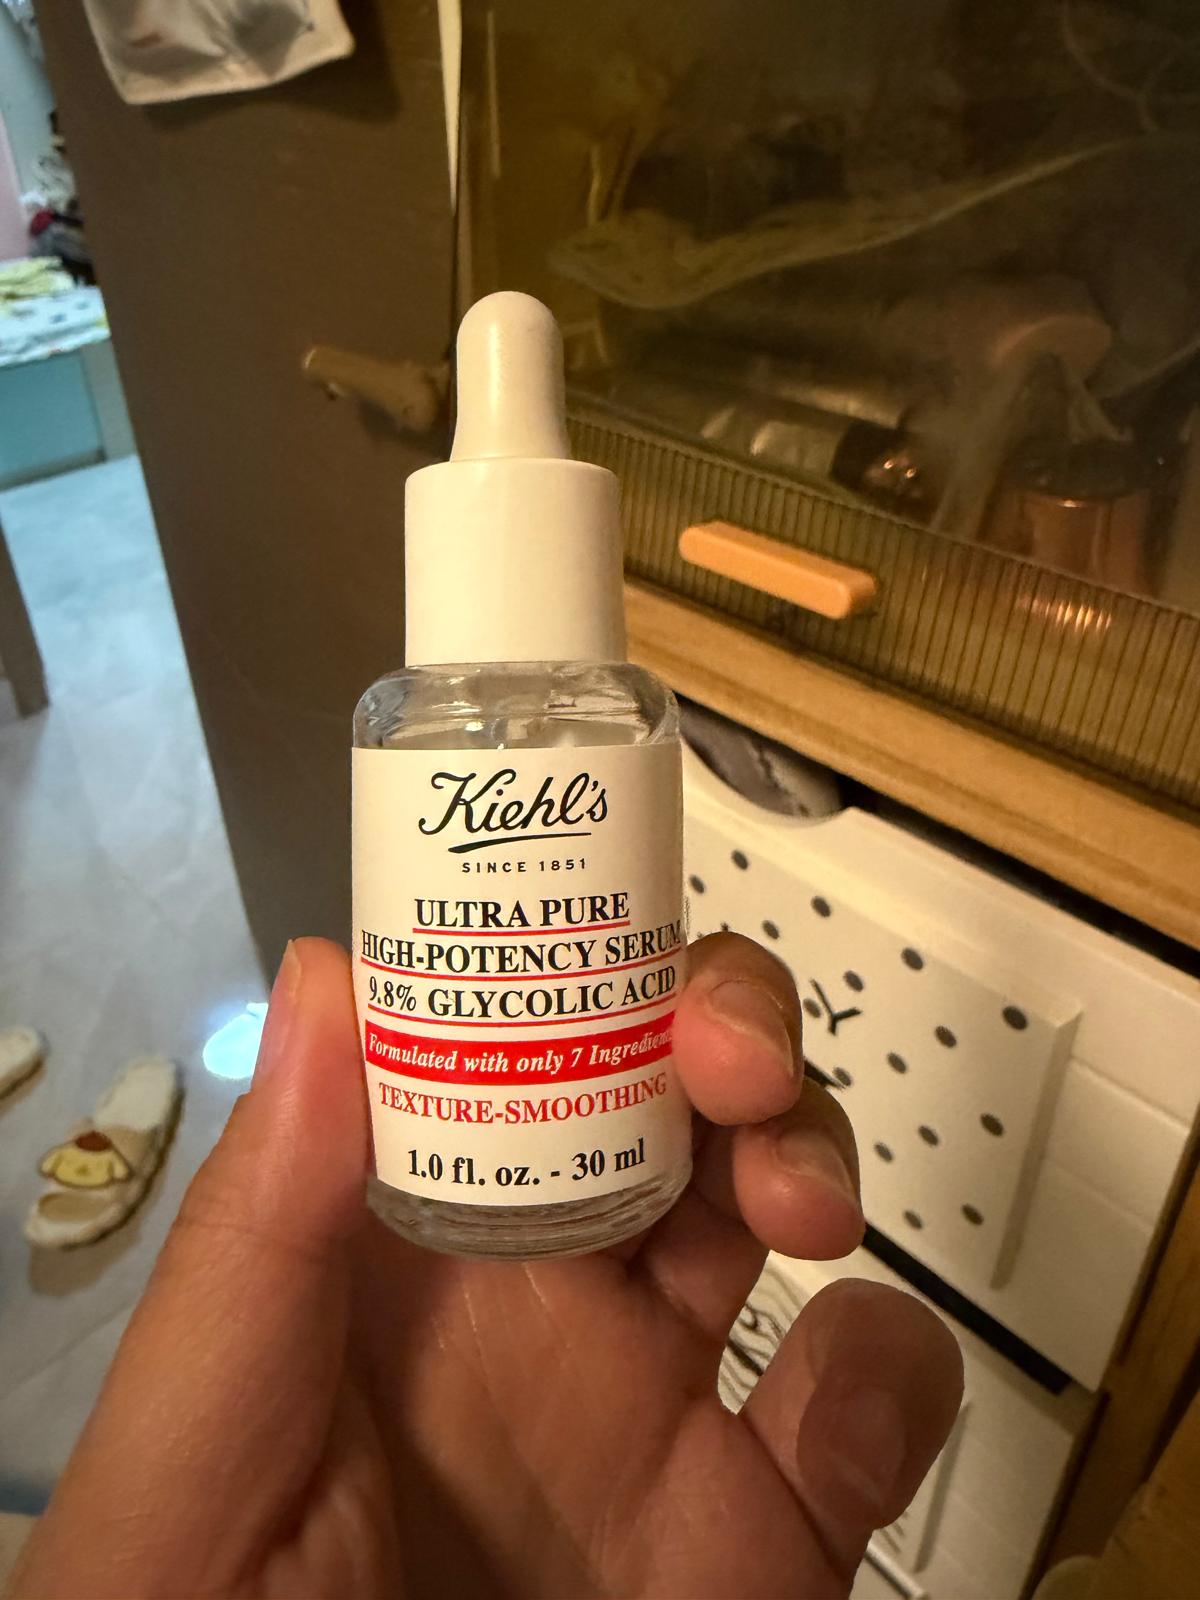 Kiehl's
SINCE 1851
ULTRA PURE
HIGH-POTENCY SERUM
9.8% GLYCOLIC ACID
Formulated with only 7 Ingredients
TEXTURE-SMOOTHING
1.0 fl. oz. - 30 ml